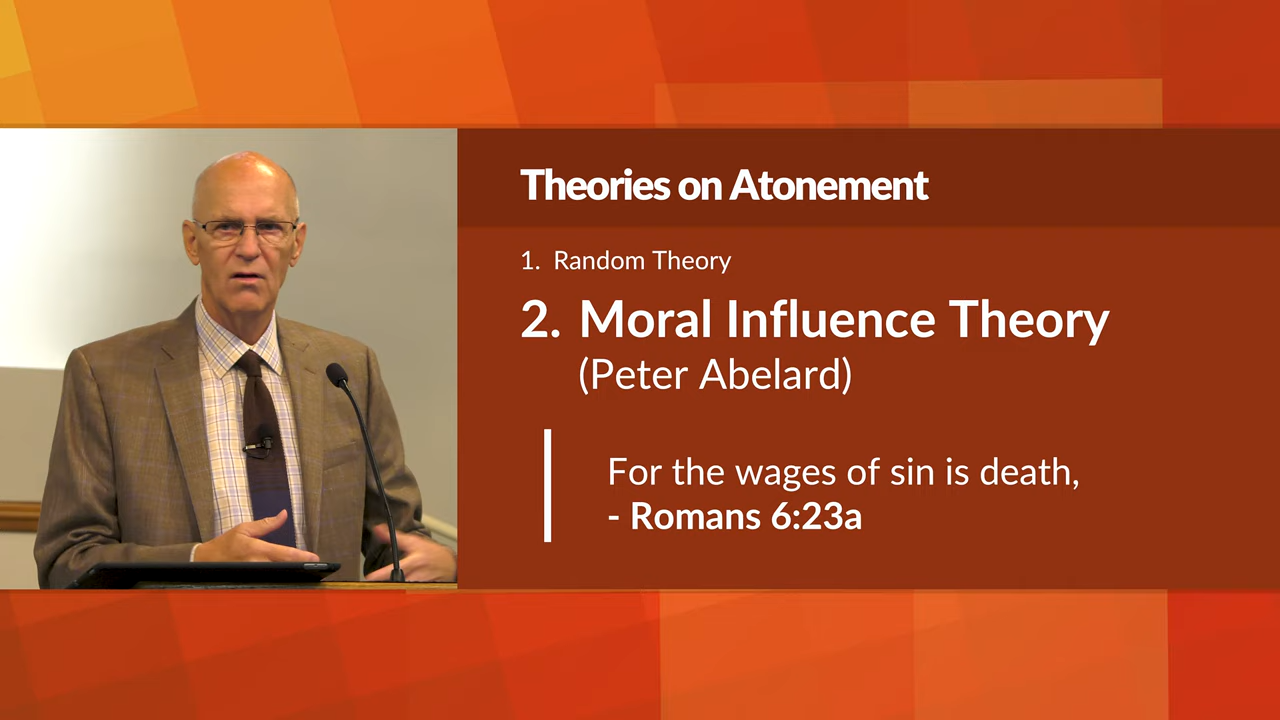 Theories on Atonement
1. Random Theory
2. Moral Influence Theory
(Peter Abelard)
For the wages of sin is death,
- Romans 6:23a